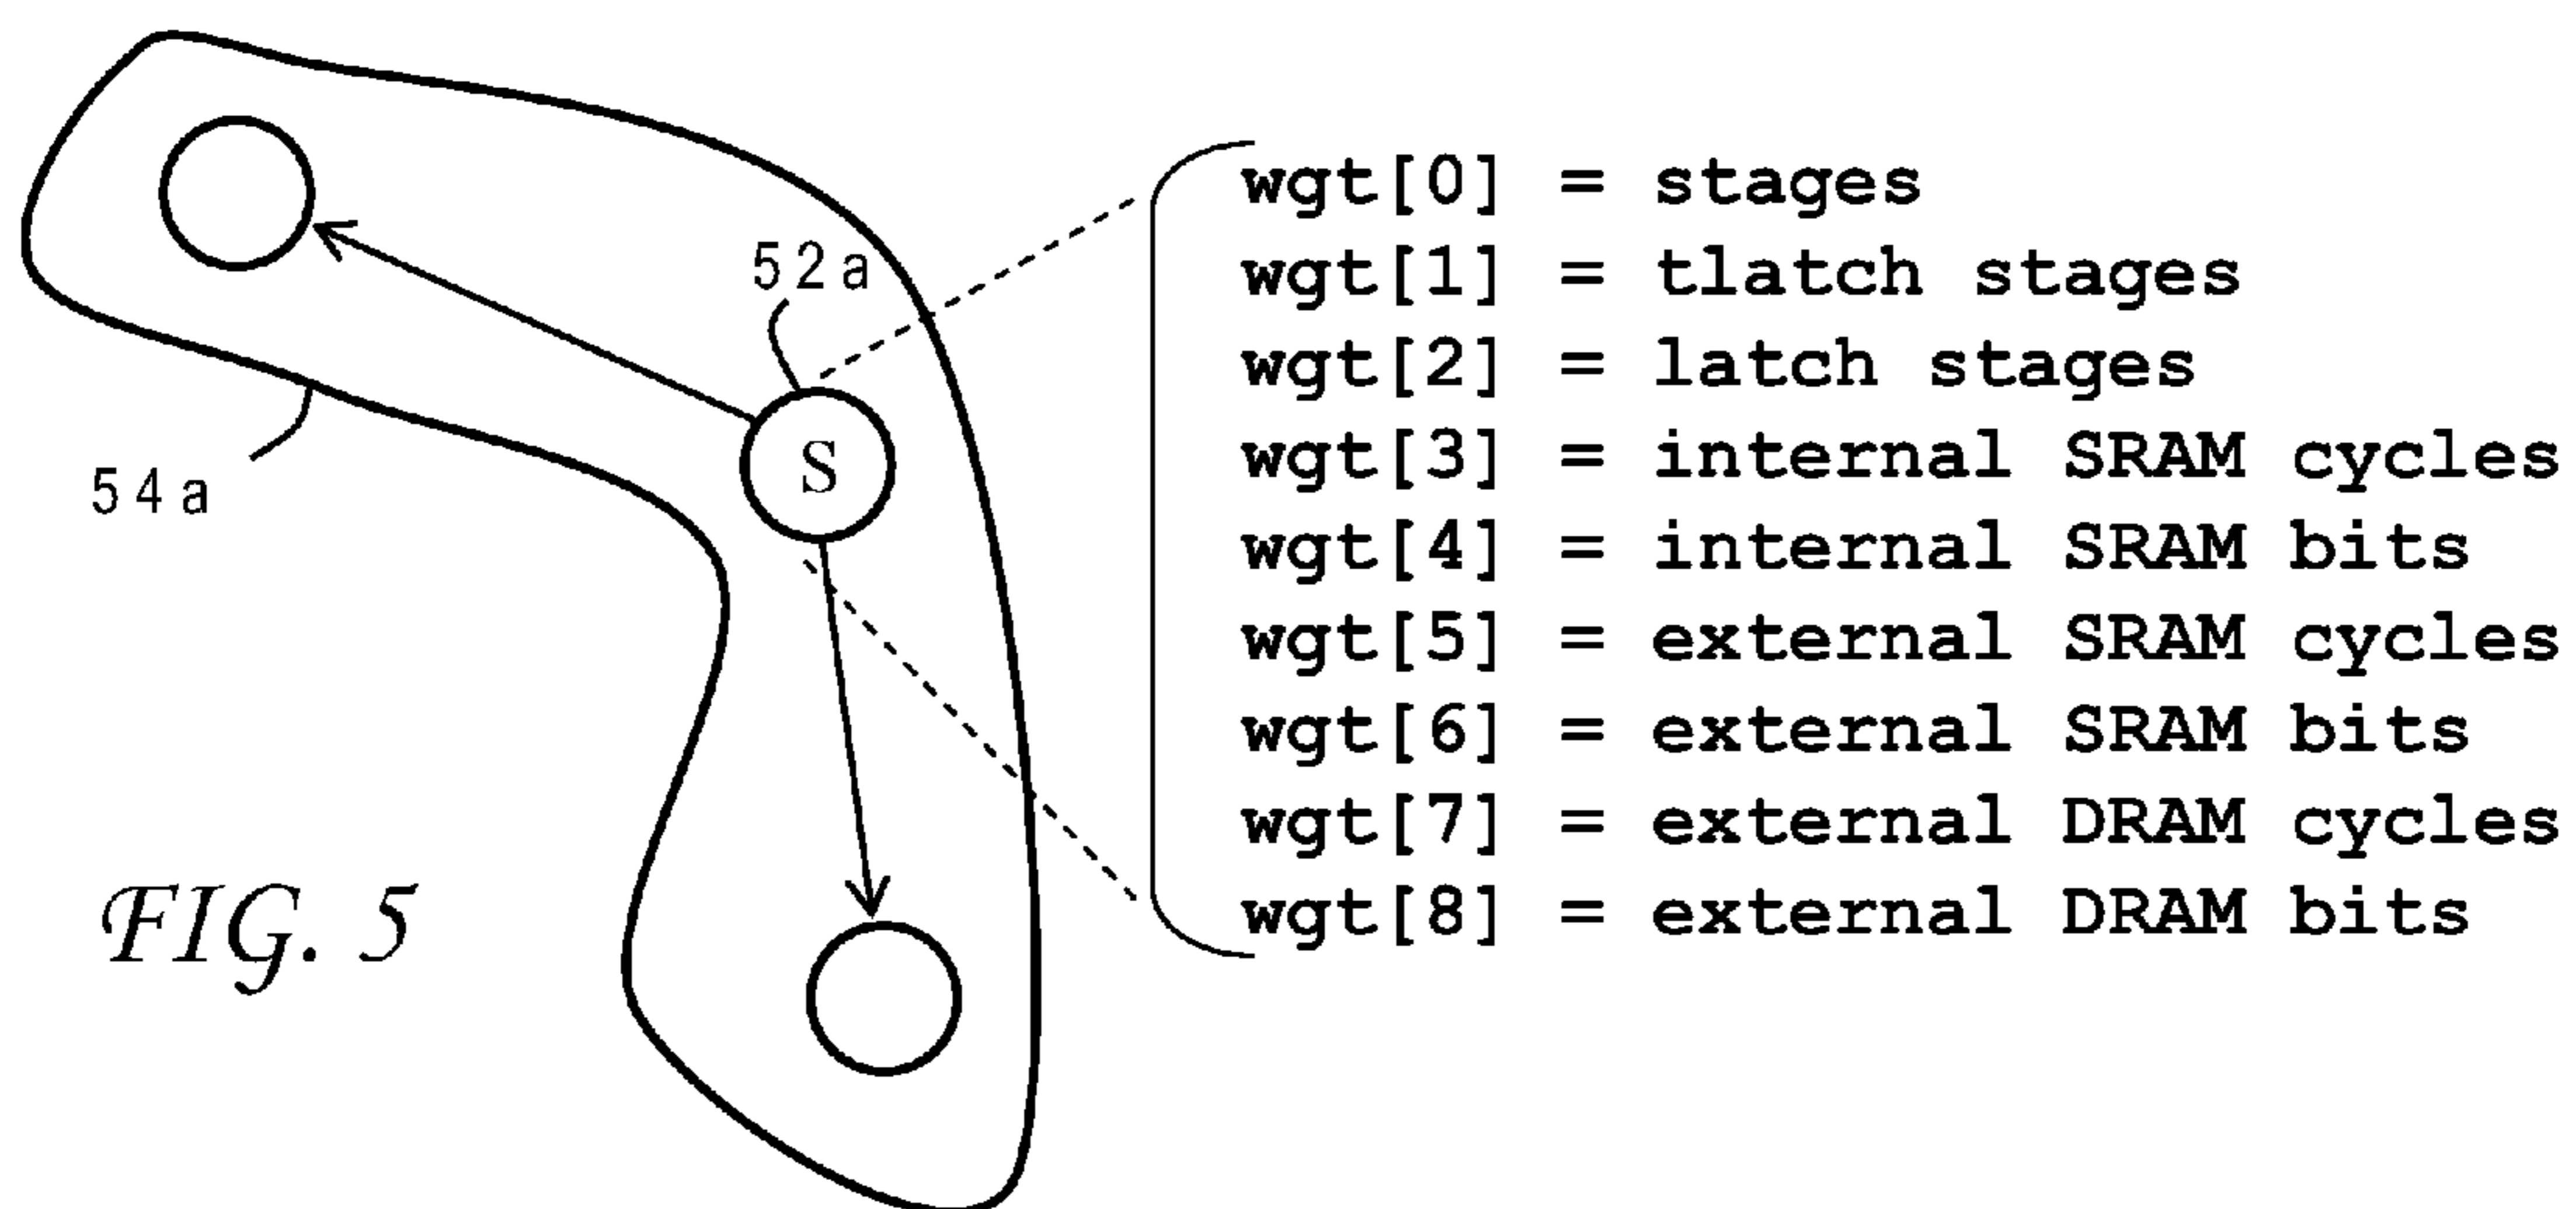 52a
S
54a
wgt[0] = stages
wgt[1] = tlatch stages
wgt[2] = latch stages
wgt[3] = internal SRAM cycles
wgt[4] = internal SRAM bits
wgt[5] = external SRAM cycles
wgt[6] = external SRAM bits
wgt[7] = external DRAM cycles
wgt[8] = external DRAM bits
FIG. 5